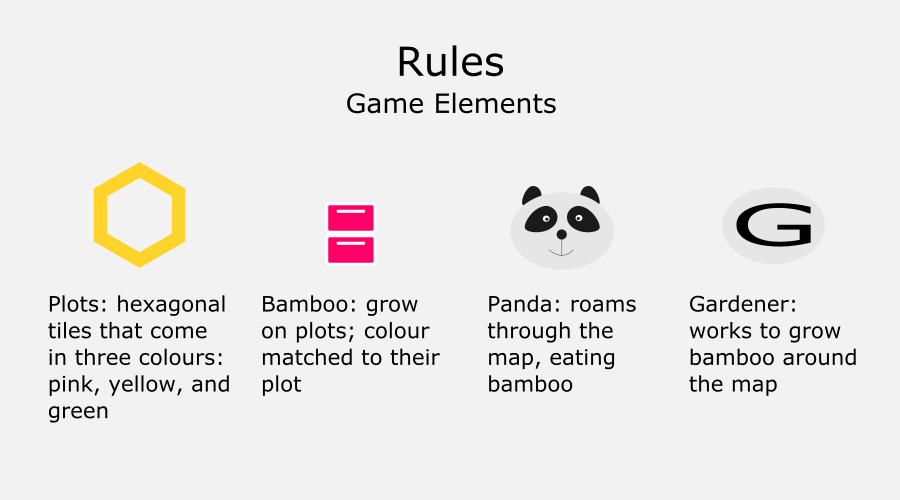 Rules
Game Elements
G
Plots: hexagonal
tiles that come
in three colours:
pink, yellow, and
green
Bamboo: grow
on plots; colour
matched to their
plot
Panda: roams
through the
map, eating
bamboo
Gardener:
works to grow
bamboo around
the map